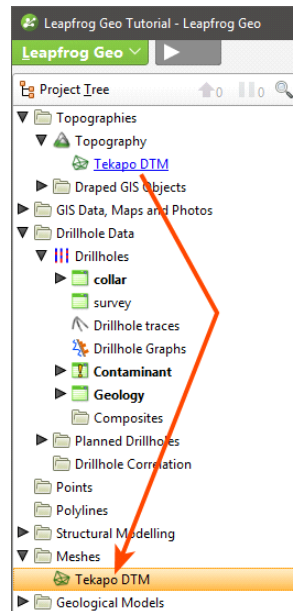 Leapfrog Geo Tutorial - Leapfrog Geo
Leapfrog Geo
Project Tree 0 0
Topographies
Topography
Tekapo DTM
Draped GIS Objects
GIS Data, Maps and Photos
Drillhole Data
Drillholes
collar
survey
Drillhole traces
Drillhole Graphs
Contaminant
Geology
Composites
Planned Drillholes
Drillhole Correlation
Points
Polylines
Structural Modelling
Meshes
Tekapo DTM
Geological Models